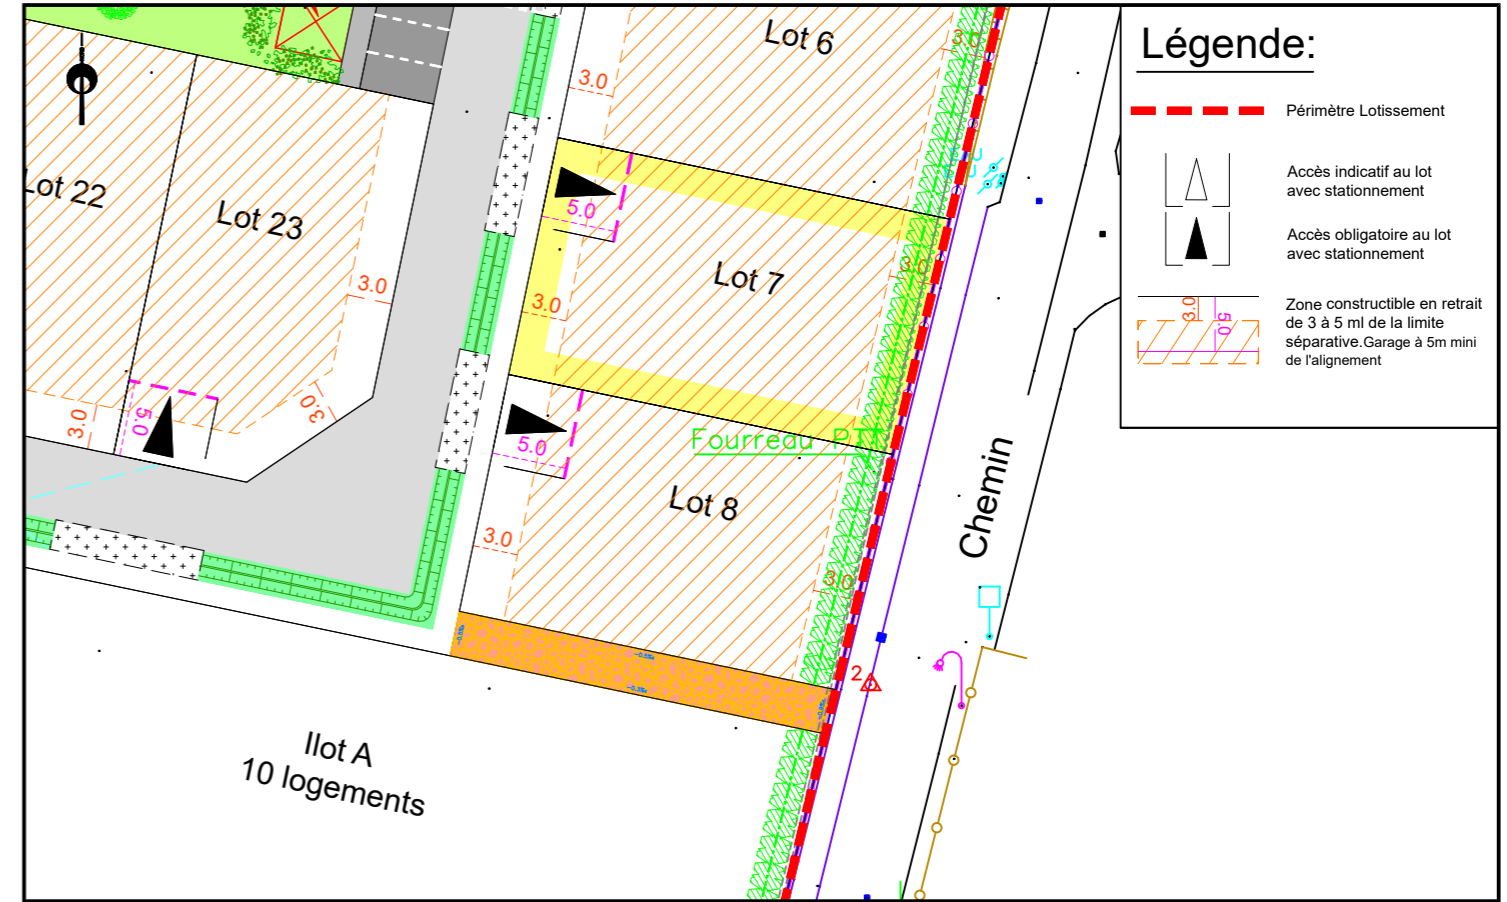 Lot 6
3.0
3.0
Lot 22
Lot 23
3.0
5.0
Lot 7
3.0
3.0
3.0
5.0
3.0
5.0
Fourreau PTT
Lot 8
3.0
3.0
Chemin
2
Ilot A
10 logements
Légende:
Périmètre Lotissement
Accès indicatif au lot
avec stationnement
Accès obligatoire au lot
avec stationnement
3.0
5.0
Zone constructible en retrait
de 3 à 5 ml de la limite
séparative.Garage à 5m mini
de l'alignement